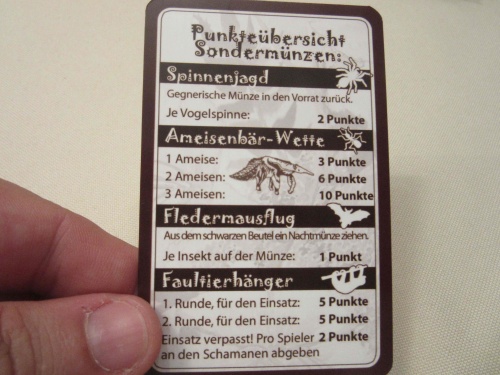 Punkteübersicht
Sondermünzen:
Spinnenjagd
Gegnerische Münze in den Vorrat zurück.
Je Vogelspinne: 2 Punkte
Ameisenbär-Wette
1 Ameise: 3 Punkte
2 Ameisen: 6 Punkte
3 Ameisen: 10 Punkte
Fledermausflug
Aus dem schwarzen Beutel ein Nachtmünze ziehen.
Je Insekt auf der Münze: 1 Punkt
Faultierhänger
1. Runde, für den Einsatz: 5 Punkte
2. Runde, für den Einsatz: 5 Punkte
Einsatz verpasst! Pro Spieler 2 Punkte
an den Schamanen abgeben